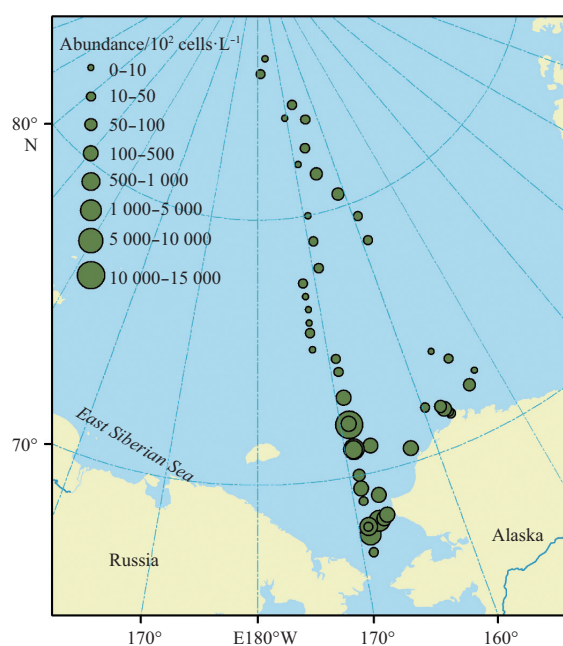 Abundance/10² cells·L⁻¹
0–10
10–50
50–100
100–500
500–1 000
1 000–5 000
5 000–10 000
10 000–15 000
80°
N
70°
East Siberian Sea
Russia
Alaska
170°
E180°W
170°
160°